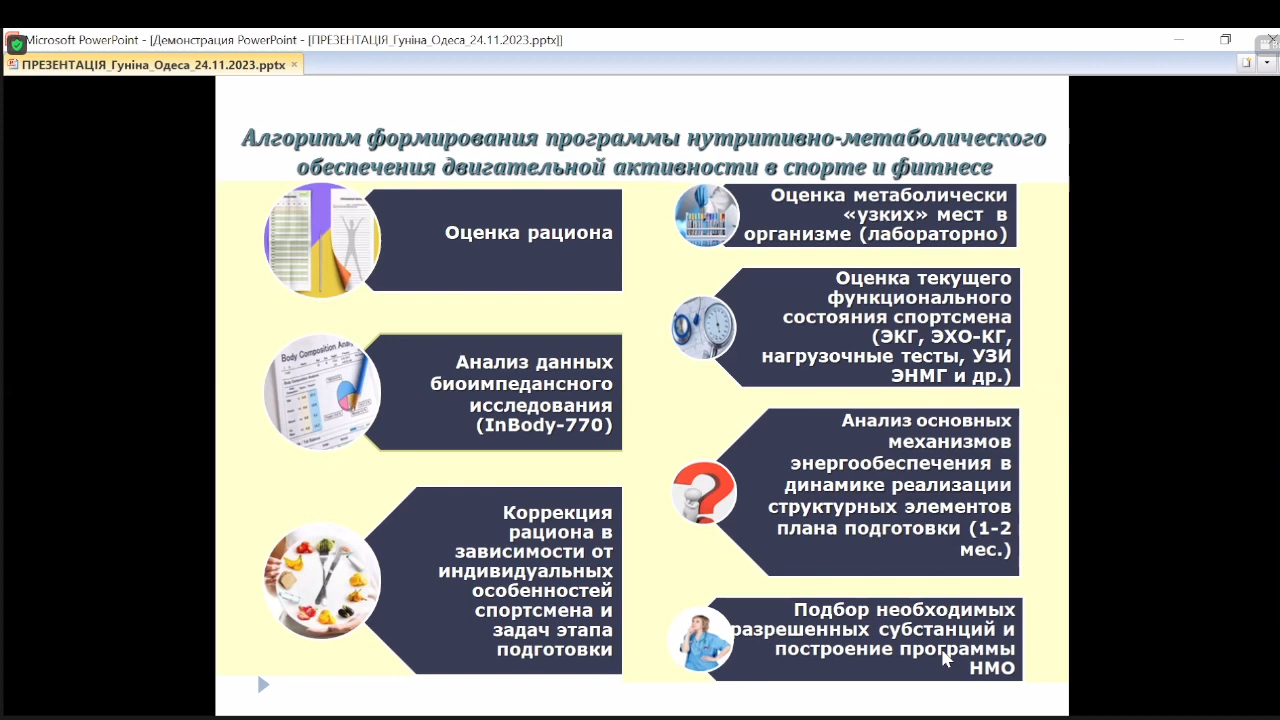 Microsoft PowerPoint - [Демонстрация PowerPoint - [ПРЕЗЕНТАЦІЯ_Гуніна_Одеса_24.11.2023.pptx]]
ПРЕЗЕНТАЦІЯ_Гуніна_Одеса_24.11.2023.pptx
Алгоритм формирования программы нутритивно-метаболического
обеспечения двигательной активности в спорте и фитнесе
Оценка рациона
Body Composition
Анализ данных
биоимпедансного
исследования
(InBody-770)
Коррекция
рациона в
зависимости от
индивидуальных
особенностей
спортсмена и
задач этапа
подготовки
Оценка метаболически
«узких» мест в
организме (лабораторно)
Оценка текущего
функционального
состояния спортсмена
(ЭКГ, ЭХО-КГ,
нагрузочные тесты, УЗИ
ЭНМГ и др.)
Анализ основных
механизмов
энергообеспечения в
динамике реализации
структурных элементов
плана подготовки (1-2
мес.)
Подбор необходимых
разрешенных субстанций и
построение программы
НМО